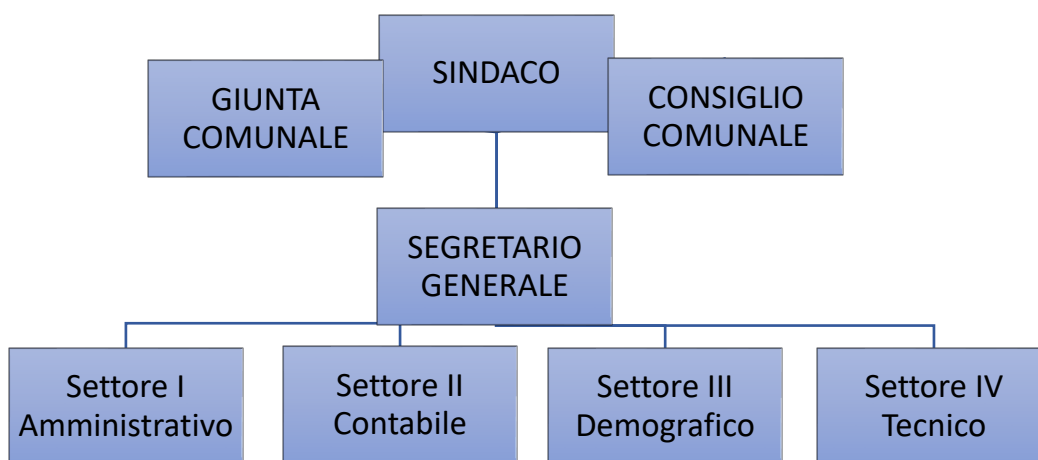 SINDACO
GIUNTA
COMUNALE
CONSIGLIO
COMUNALE
SEGRETARIO
GENERALE
Settore I
Amministrativo
Settore II
Contabile
Settore III
Demografico
Settore IV
Tecnico